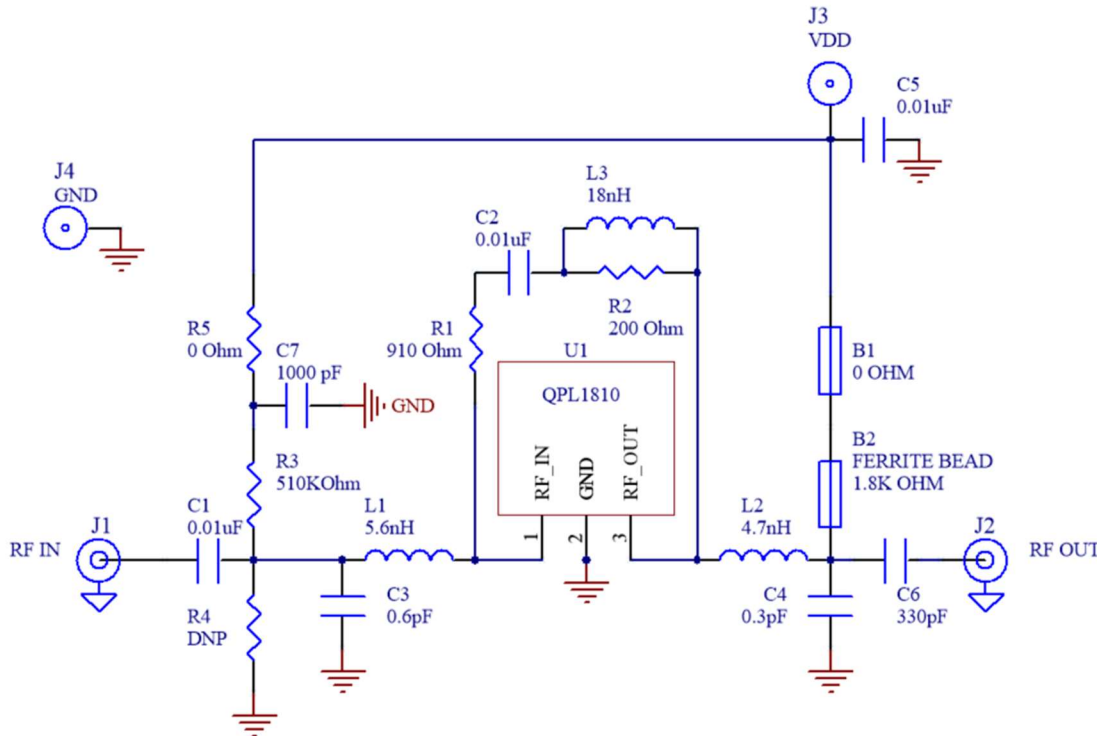 J3
VDD
C5
0.01uF
J4
GND
L3
18nH
C2
0.01uF
R2
200 Ohm
R1
910 Ohm
R5
0 Ohm
C7
1000 pF
GND
U1
QPL1810
RF_IN
GND
RF_OUT
1
2
3
B1
0 OHM
B2
FERRITE BEAD
1.8K OHM
R3
510KOhm
C1
0.01uF
L1
5.6nH
L2
4.7nH
J1
RF IN
J2
RF OUT
R4
DNP
C3
0.6pF
C4
0.3pF
C6
330pF